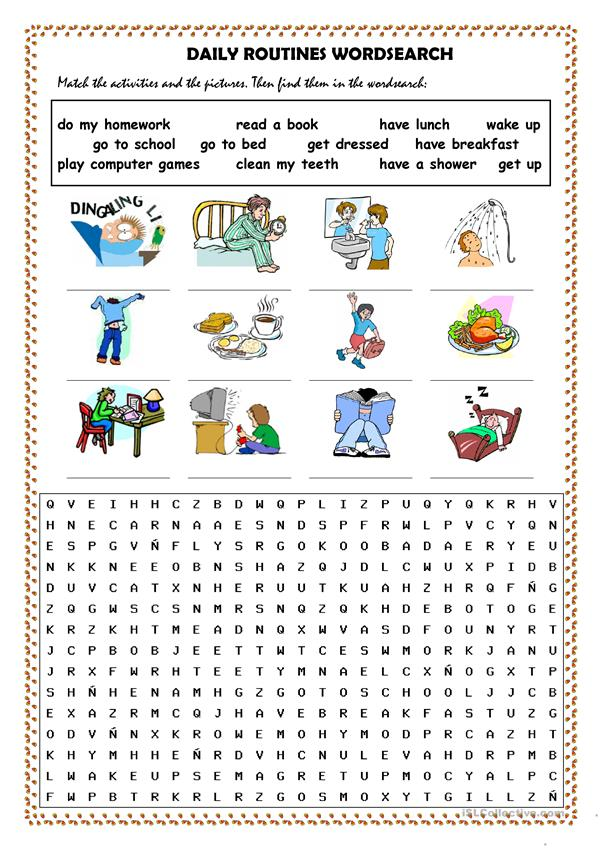 DAILY ROUTINES WORDSEARCH
Match the activities and the pictures. Then find them in the wordsearch:
do my homework read a book have lunch wake up
go to school go to bed get dressed have breakfast
play computer games clean my teeth have a shower get up
DINGALING LI
Z Z
Q V E I H H C Z B D W Q P L I Z P U Q Y Q K R H V
H N E C A R N A A E S N D S P F R W L P V C Y Q N
E S P G V Ñ F L Y S R G O K O O B A D A E R Y E U
N K K N E E O B N S H A Z Q J D L C W U X P I D B
D U V C A T X N H E R U U T K U A H Z H R Q F Ñ G
Z Q G W S C S N M R S N Q Z Q K H D E B O T O G E
K R Z K H T M E A D N Q X W V A S D F O U N Y R T
J C P B O B J E E T T W T C E S W M O R K J A N U
J R X F W R H T E E T Y M N A E L C X Ñ O G X T P
S H Ñ H E N A M H G Z G O T O S C H O O L J J C B
E X A Z R M C Q J H A V E B R E A K F A S T U Z G
O D V Ñ N X K R O W E M O H Y M O D P R C A Z H T
K H Y M H H E Ñ R D V H C N U L E V A H D R P M B
L W A K E U P S E M A G R E T U P M O C Y A L P C
F W P B T R K R L R Z G O S M O X Y T G I L L Z Ñ
iSLCollective.com